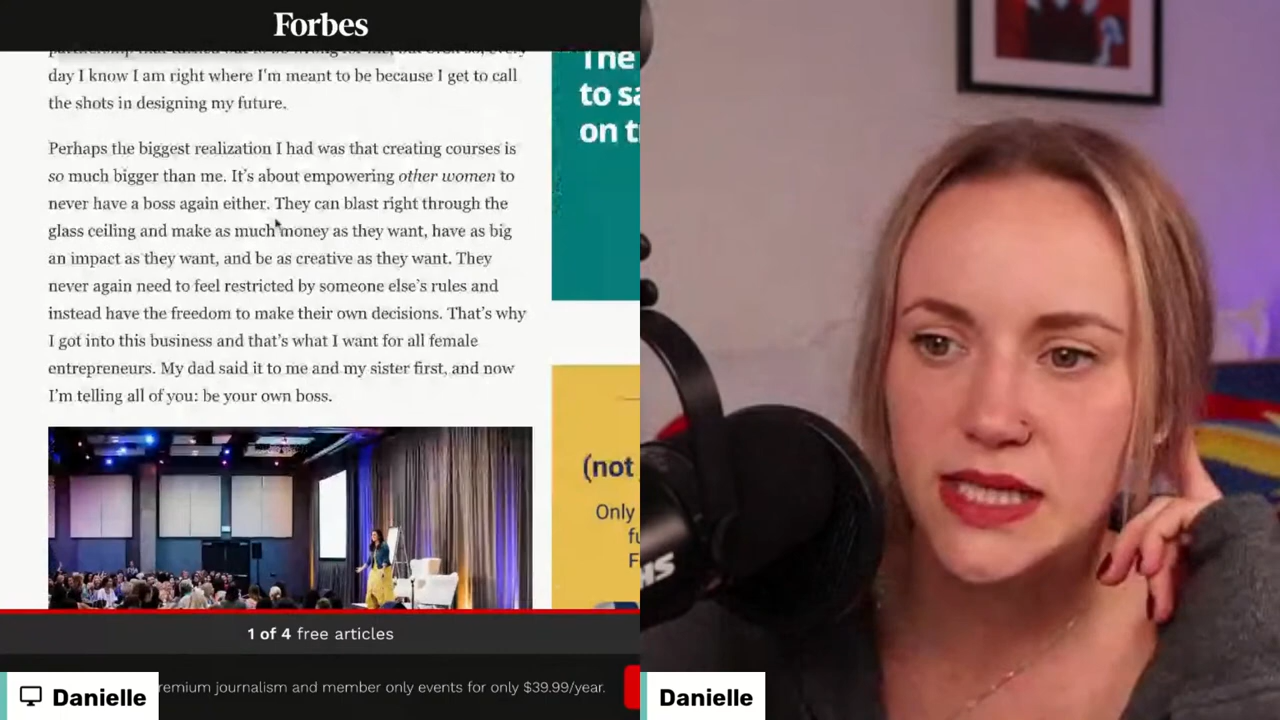 Forbes
day I know I am right where I'm meant to be because I get to call
the shots in designing my future.
Perhaps the biggest realization I had was that creating courses is
so much bigger than me. It's about empowering other women to
never have a boss again either. They can blast right through the
glass ceiling and make as much money as they want, have as big
an impact as they want, and be as creative as they want. They
never again need to feel restricted by someone else's rules and
instead have the freedom to make their own decisions. That's why
I got into this business and that's what I want for all female
entrepreneurs. My dad said it to me and my sister first, and now
I'm telling all of you: be your own boss.
The
to sa
on t
(not
Only
fu
F
1 of 4 free articles
remium journalism and member only events for only $39.99/year.
Danielle
Danielle